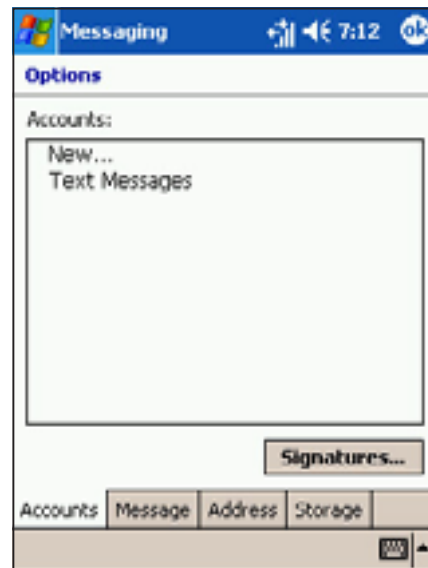 Messaging 7:12 ok
Options
Accounts:
New...
Text Messages
Signatures...
Accounts Message Address Storage